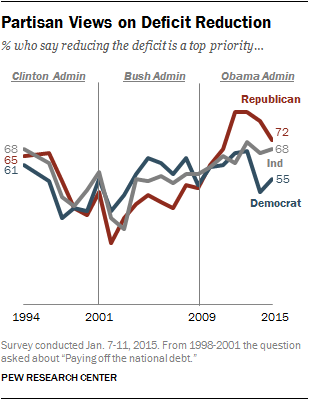 Partisan Views on Deficit Reduction
% who say reducing the deficit is a top priority...
Clinton Admin Bush Admin Obama Admin
Republican
72
68
65
61
68
Ind
55
Democrat
1994 2001 2009 2015
Survey conducted Jan. 7-11, 2015. From 1998-2001 the question
asked about “Paying off the national debt.”
PEW RESEARCH CENTER